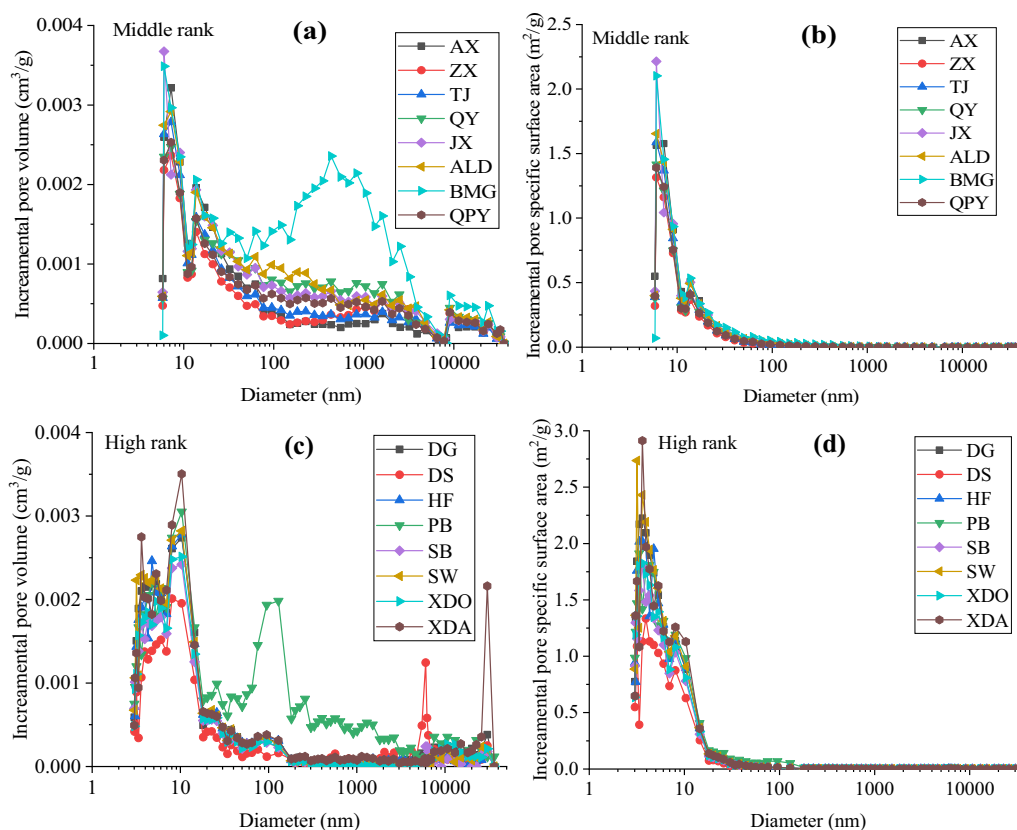 (a)
Middle rank
AX
ZX
TJ
QY
JX
ALD
BMG
QPY
Increamental pore volume (cm³/g)
0.004
0.003
0.002
0.001
0.000
1
10
100
1000
10000
Diameter (nm)
(b)
Middle rank
AX
ZX
TJ
QY
JX
ALD
BMG
QPY
Increamental pore specific surface area (m²/g)
2.5
2.0
1.5
1.0
0.5
0.0
1
10
100
1000
10000
Diameter (nm)
(c)
High rank
DG
DS
HF
PB
SB
SW
XDO
XDA
Increamental pore volume (cm³/g)
0.004
0.003
0.002
0.001
0.000
1
10
100
1000
10000
Diameter (nm)
(d)
High rank
DG
DS
HF
PB
SB
SW
XDO
XDA
Increamental pore specific surface area (m²/g)
3.0
2.5
2.0
1.5
1.0
0.5
0.0
1
10
100
1000
10000
Diameter (nm)